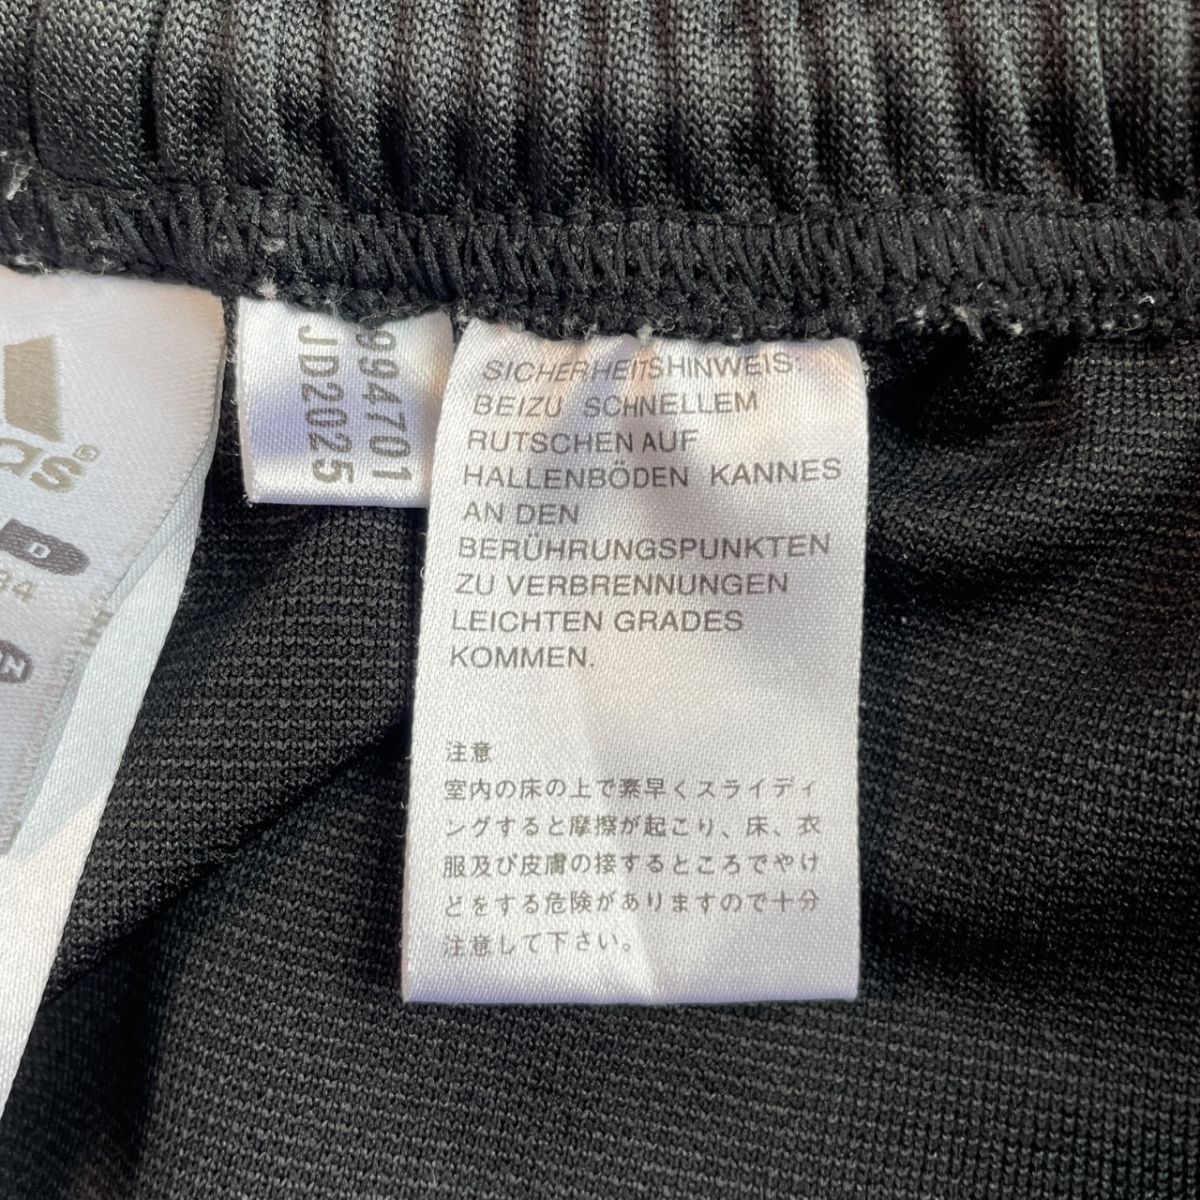 as®
D
94
994701
JD2025
SICHERHEITSHINWEIS:
BEIZU SCHNELLEM
RUTSCHEN AUF
HALLENBÖDEN KANNES
AN DEN
BERÜHRUNGSPUNKTEN
ZU VERBRENNUNGEN
LEICHTEN GRADES
KOMMEN.
注意
室内の床の上で素早くスライディ
ングすると摩擦が起こり、床、衣
服及び皮膚の接するところでやけ
どをする危険がありますので十分
注意して下さい。